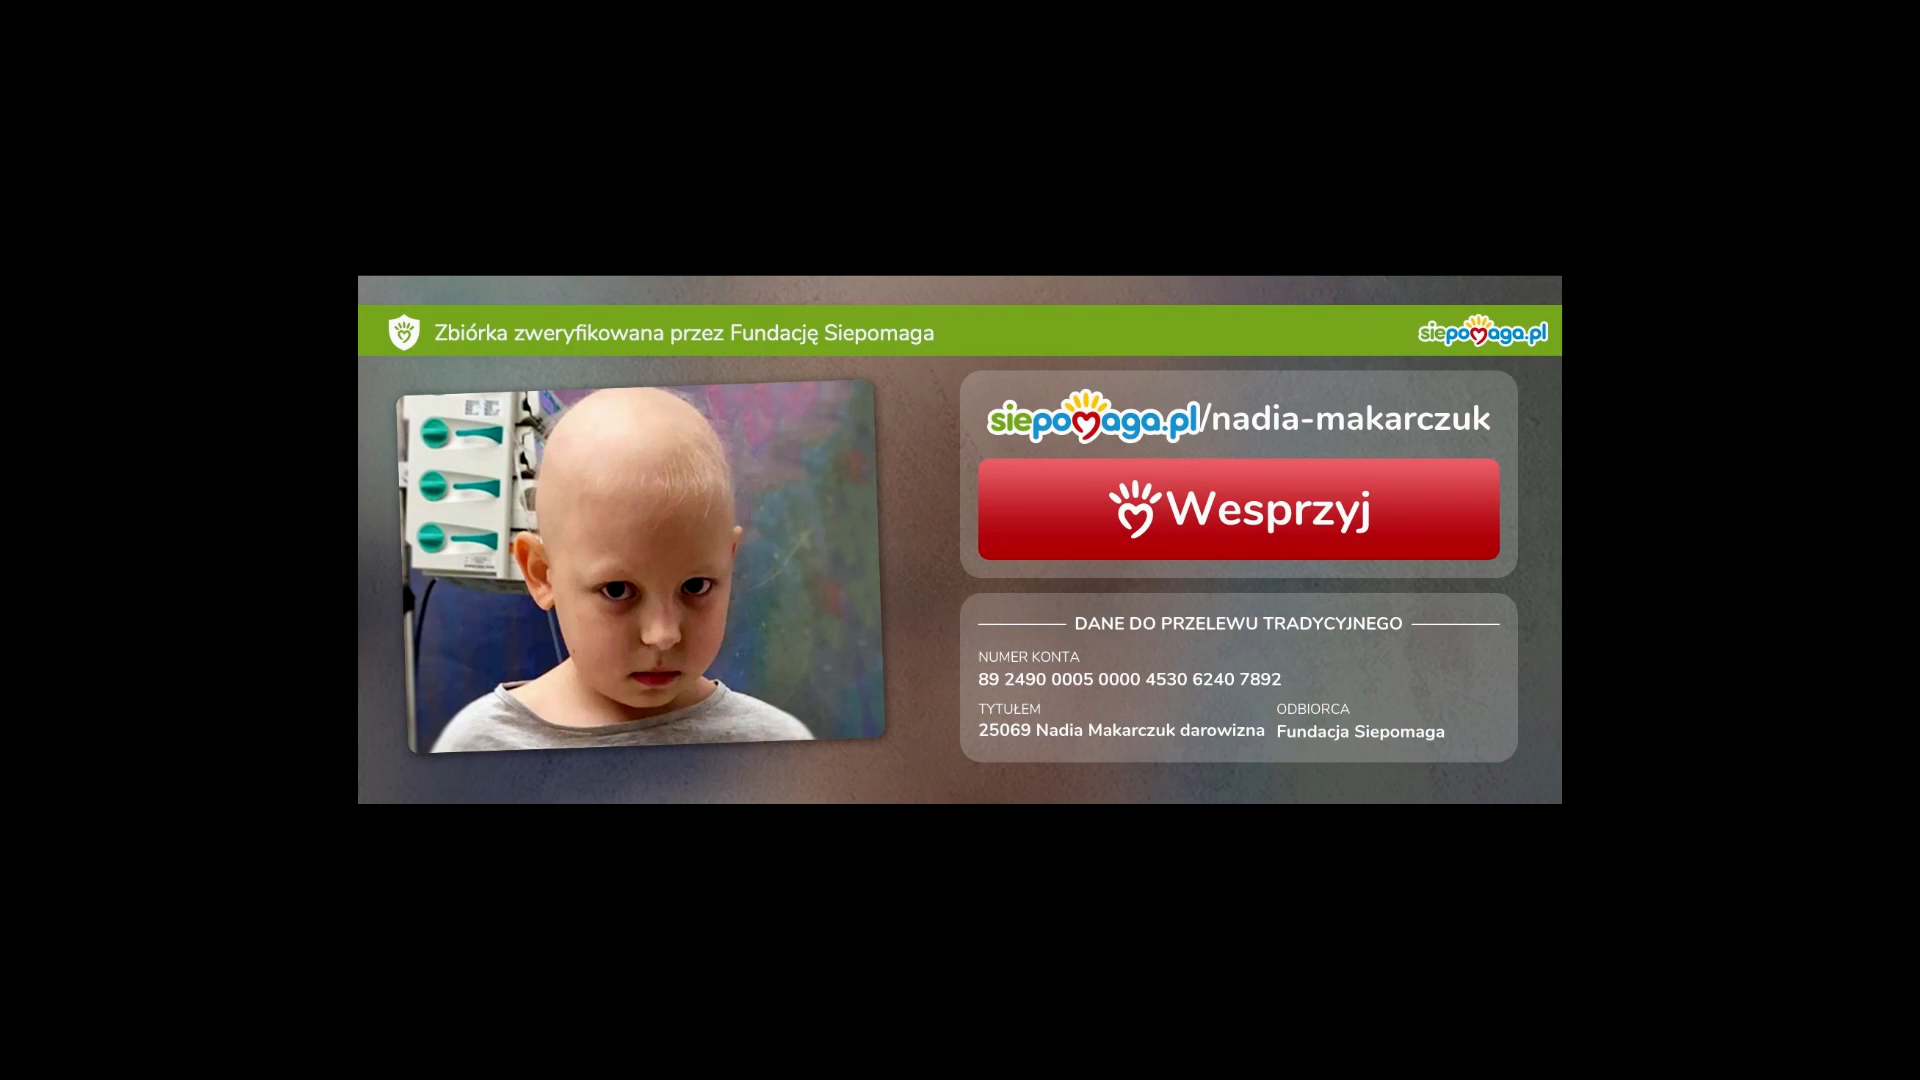 Zbiórka zweryfikowana przez Fundację Siepomaga
siepomaga.pl
siepomaga.pl/nadia-makarczuk
Wesprzyj
DANE DO PRZELEWU TRADYCYJNEGO
NUMER KONTA
89 2490 0005 0000 4530 6240 7892
TYTUŁEM
25069 Nadia Makarczuk darowizna
ODBIORCA
Fundacja Siepomaga